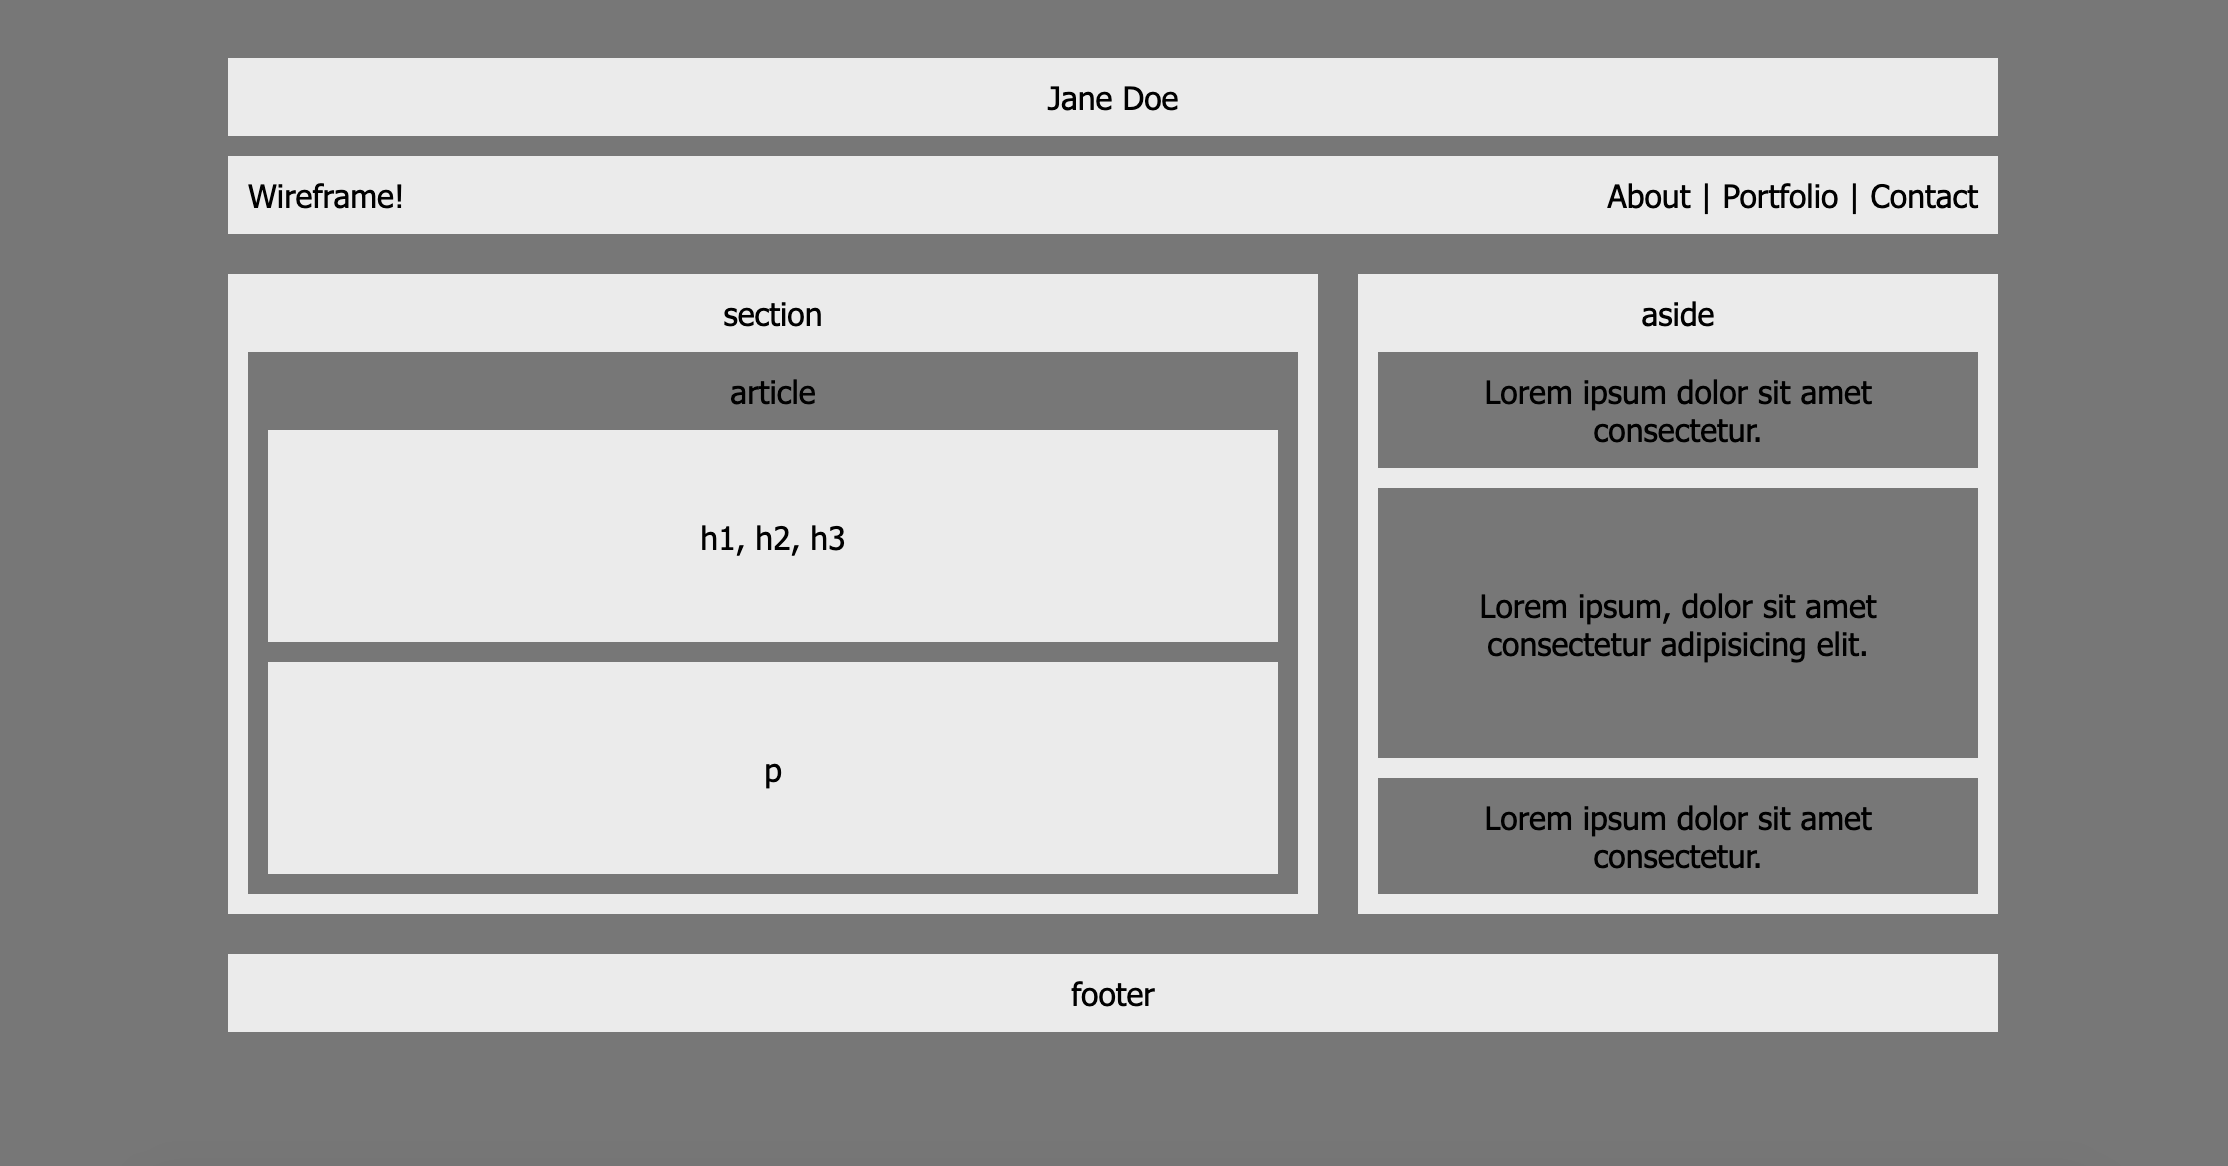 Jane Doe
Wireframe!
About | Portfolio | Contact
section
article
h1, h2, h3
p
aside
Lorem ipsum dolor sit amet
consectetur.
Lorem ipsum, dolor sit amet
consectetur adipisicing elit.
Lorem ipsum dolor sit amet
consectetur.
footer